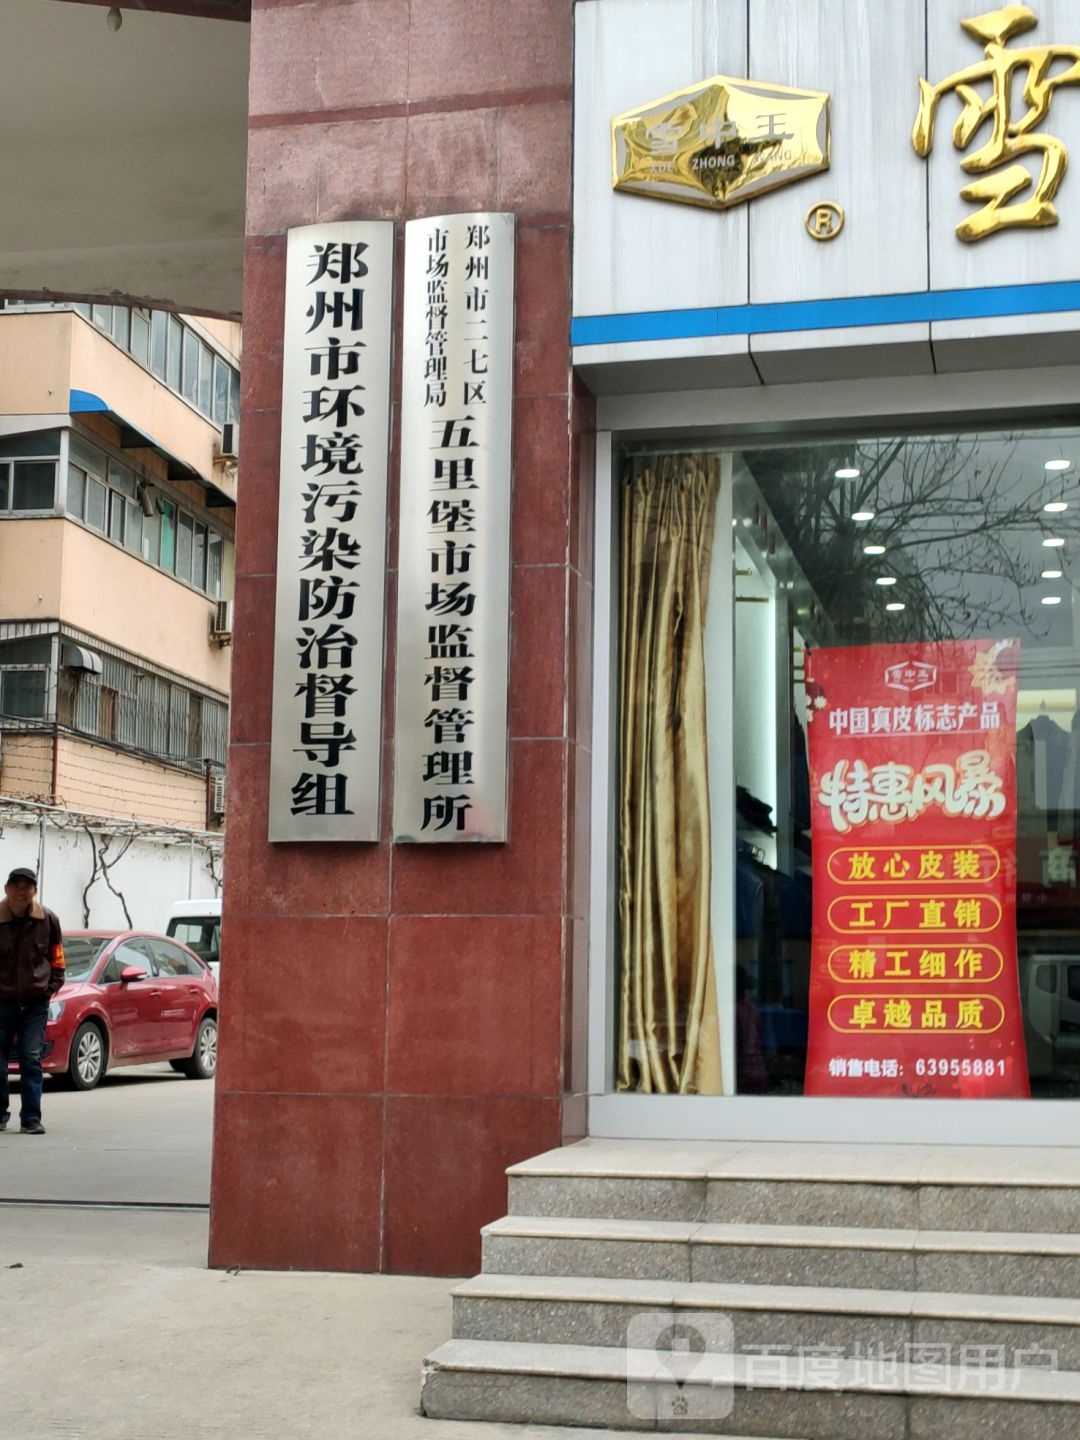 雪中王
XUE ZHONG WANG
®
雪
郑州市环境污染防治督导组
郑州市二七区
市场监督管理局
五里堡市场监督管理所
雪中王
中国真皮标志产品
特惠风暴
放心皮装
工厂直销
精工细作
卓越品质
销售电话：63955881
百度地图用户